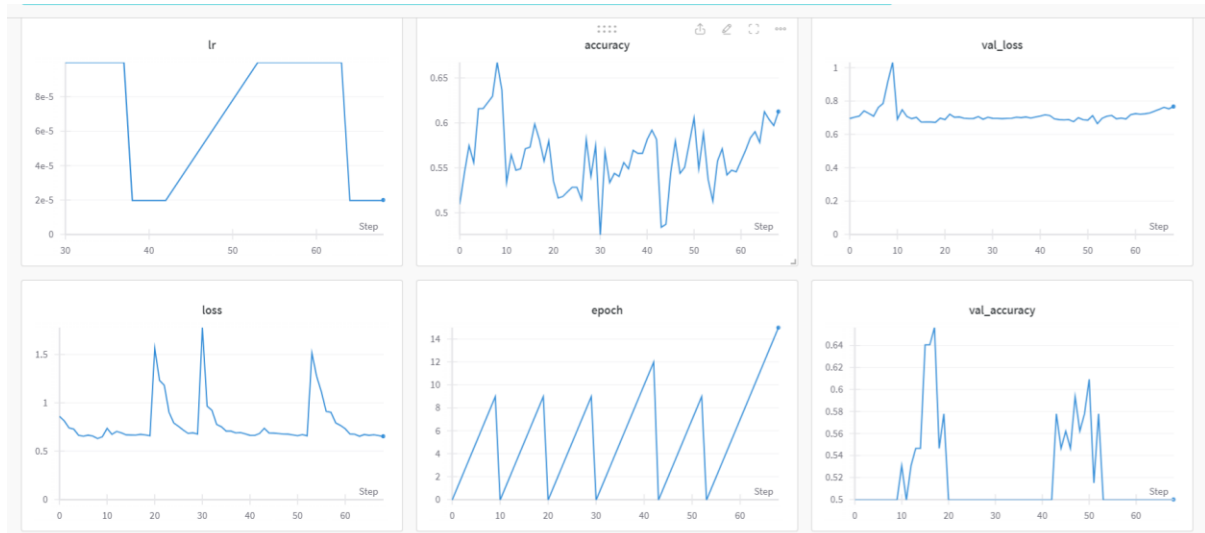 lr
8e-5
6e-5
4e-5
2e-5
0
Step
30 40 50 60
accuracy
0.65
0.6
0.55
0.5
Step
0 10 20 30 40 50 60
val_loss
1
0.8
0.6
0.4
0.2
0
Step
0 10 20 30 40 50 60
loss
1.5
1
0.5
0
Step
0 10 20 30 40 50 60
epoch
14
12
10
8
6
4
2
0
Step
0 10 20 30 40 50 60
val_accuracy
0.64
0.62
0.6
0.58
0.56
0.54
0.52
0.5
Step
0 10 20 30 40 50 60